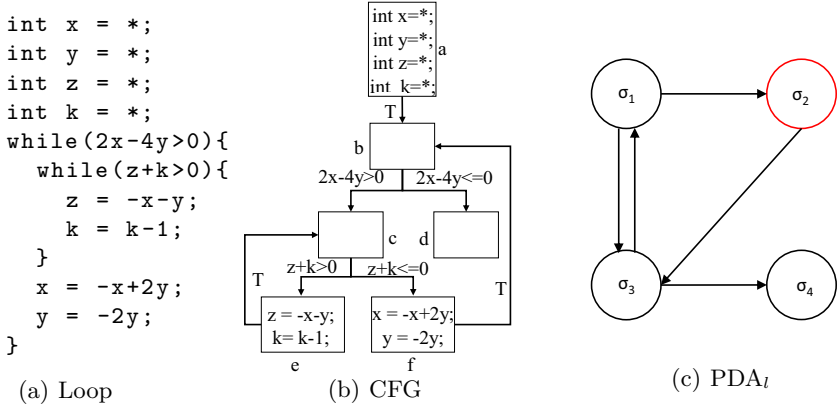 int x = *;
int y = *;
int z = *;
int k = *;
while(2x-4y>0){
while(z+k>0){
z = -x-y;
k = k-1;
}
x = -x+2y;
y = -2y;
}
(a) Loop
int x=*;
int y=*;
int z=*;
int k=*;
a
T
b
2x-4y>0
2x-4y<=0
c
d
z+k>0
z+k<=0
T
T
z = -x-y;
k= k-1;
x = -x+2y;
y = -2y;
e
f
(b) CFG
σ1
σ2
σ3
σ4
(c) PDAl